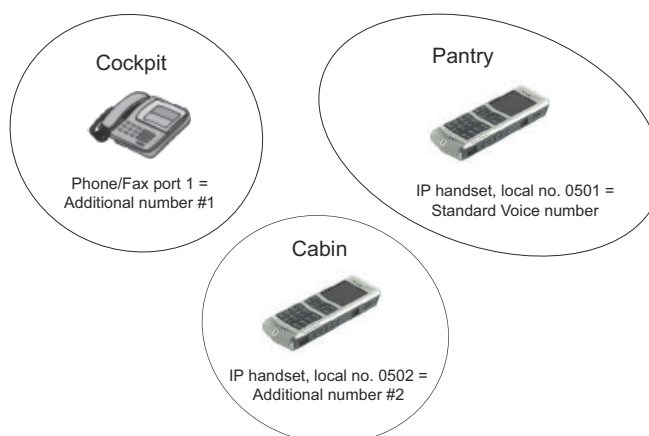 Cockpit
Phone/Fax port 1 =
Additional number #1
Pantry
IP handset, local no. 0501 =
Standard Voice number
Cabin
IP handset, local no. 0502 =
Additional number #2